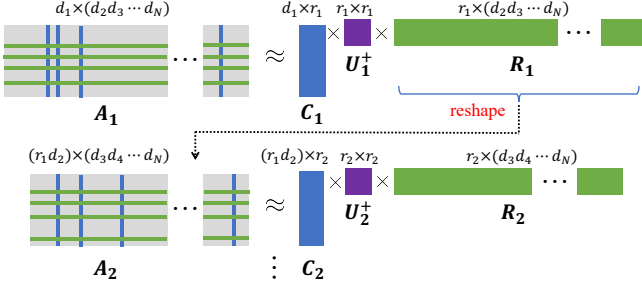 d₁×(d₂d₃ ⋯ d_N) d₁×r₁ r₁×r₁ r₁×(d₂d₃ ⋯ d_N)
⋯ ≈ × × ⋯
A₁ C₁ U₁⁺ R₁
reshape
(r₁d₂)×(d₃d₄ ⋯ d_N) (r₁d₂)×r₂ r₂×r₂ r₂×(d₃d₄ ⋯ d_N)
⋯ ≈ × × ⋯
A₂ C₂ U₂⁺ R₂
⋮